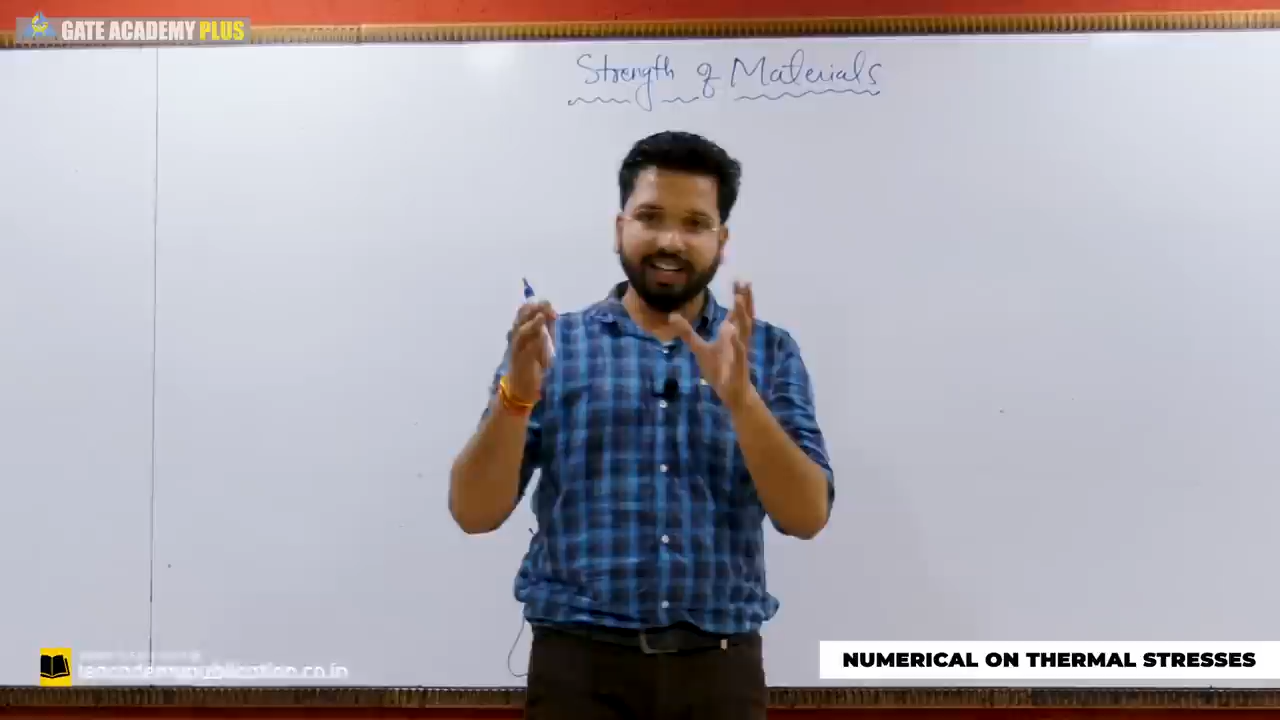 GATE ACADEMY PLUS
Strength of Materials
NUMERICAL ON THERMAL STRESSES